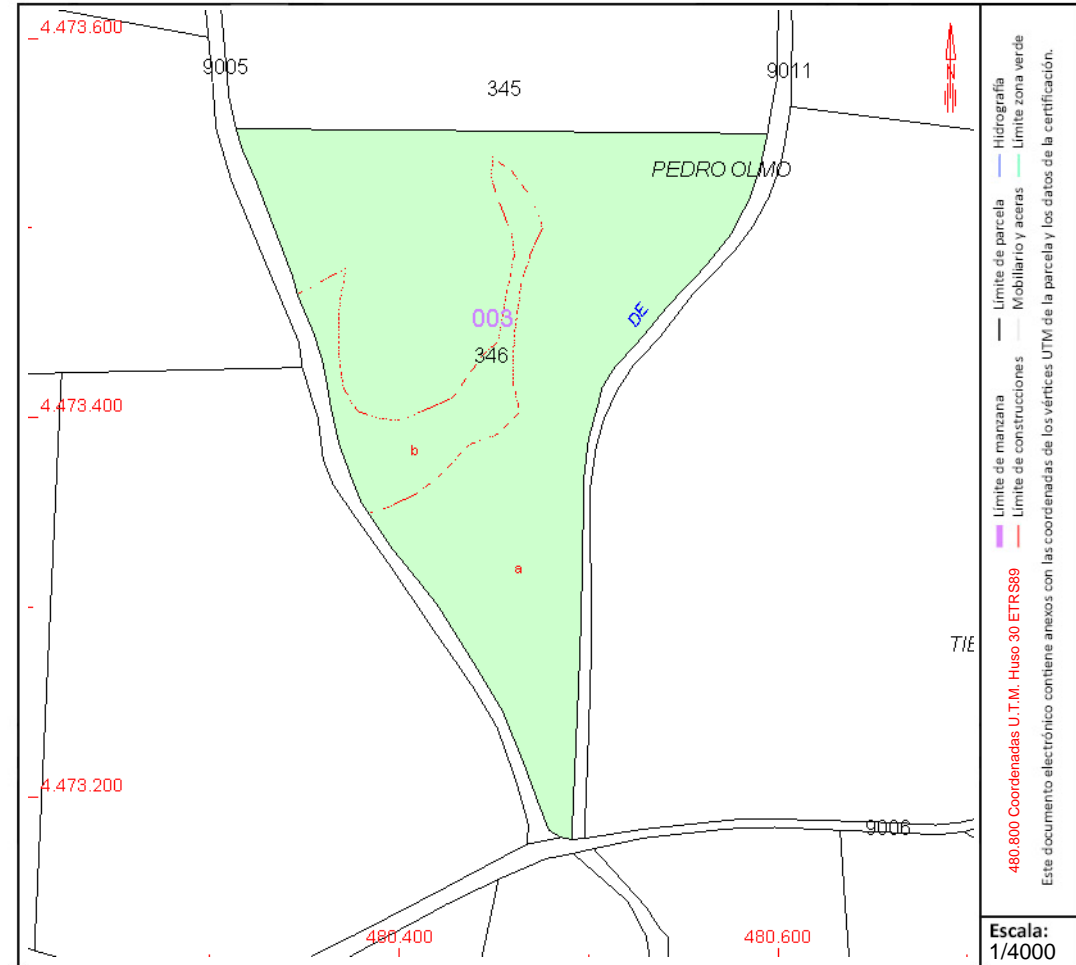 4.473.600
9005
345
9011
N
PEDRO OLMO
003
DE
346
4.473.400
b
a
TIE
4.473.200
9006
480.400
480.600
Límite de manzana
Límite de parcela
Hidrografía
Límite de construcciones
Mobiliario y aceras
Límite zona verde
480.800 Coordenadas U.T.M. Huso 30 ETRS89
Este documento electrónico contiene anexos con las coordenadas de los vértices UTM de la parcela y los datos de la certificación.
Escala:
1/4000